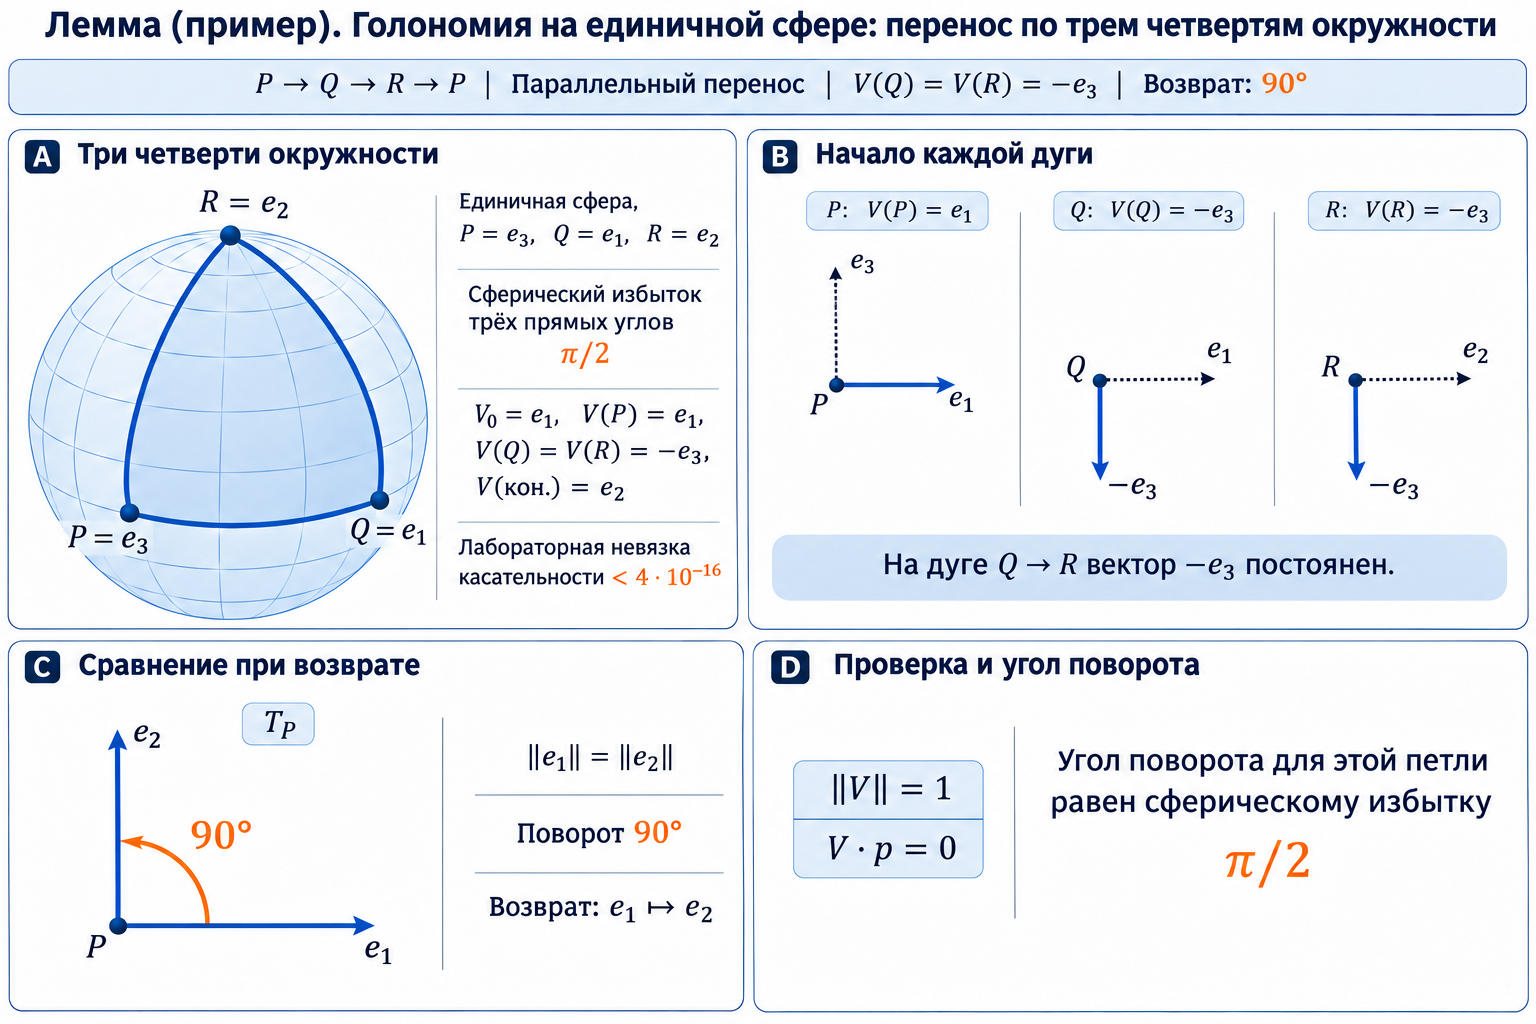 Лемма (пример). Голономия на единичной сфере: перенос по трем четвертям окружности
P → Q → R → P | Параллельный перенос | V(Q) = V(R) = −e₃ | Возврат: 90°
A Три четверти окружности
R = e₂
P = e₃
Q = e₁
Единичная сфера,
P = e₃, Q = e₁, R = e₂
Сферический избыток
трёх прямых углов
π/2
V₀ = e₁, V(P) = e₁,
V(Q) = V(R) = −e₃,
V(кон.) = e₂
Лабораторная невязка
касательности < 4 · 10⁻¹⁶
B Начало каждой дуги
P: V(P) = e₁
e₃
P
e₁
Q: V(Q) = −e₃
Q
e₁
−e₃
R: V(R) = −e₃
R
e₂
−e₃
На дуге Q → R вектор −e₃ постоянен.
C Сравнение при возврате
T_P
e₂
90°
P
e₁
‖e₁‖ = ‖e₂‖
Поворот 90°
Возврат: e₁ ↦ e₂
D Проверка и угол поворота
‖V‖ = 1
V · p = 0
Угол поворота для этой петли
равен сферическому избытку
π/2